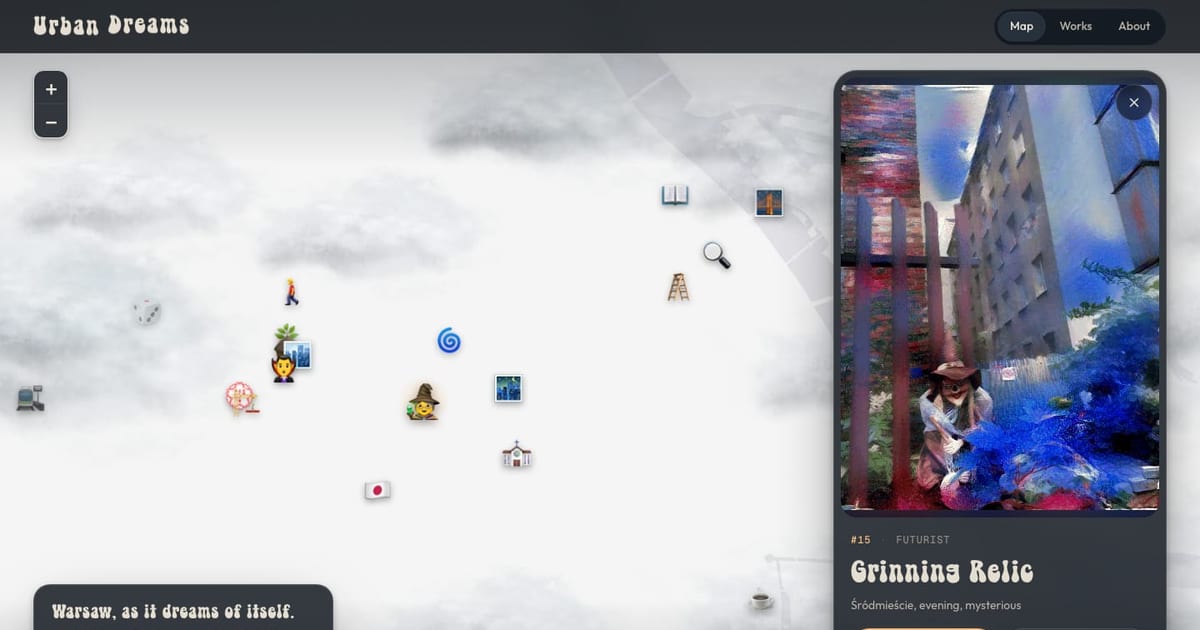 Urban Dreams
Map Works About
+
−
#15 · FUTURIST
Grinning Relic
Śródmieście, evening, mysterious
Warsaw, as it dreams of itself.